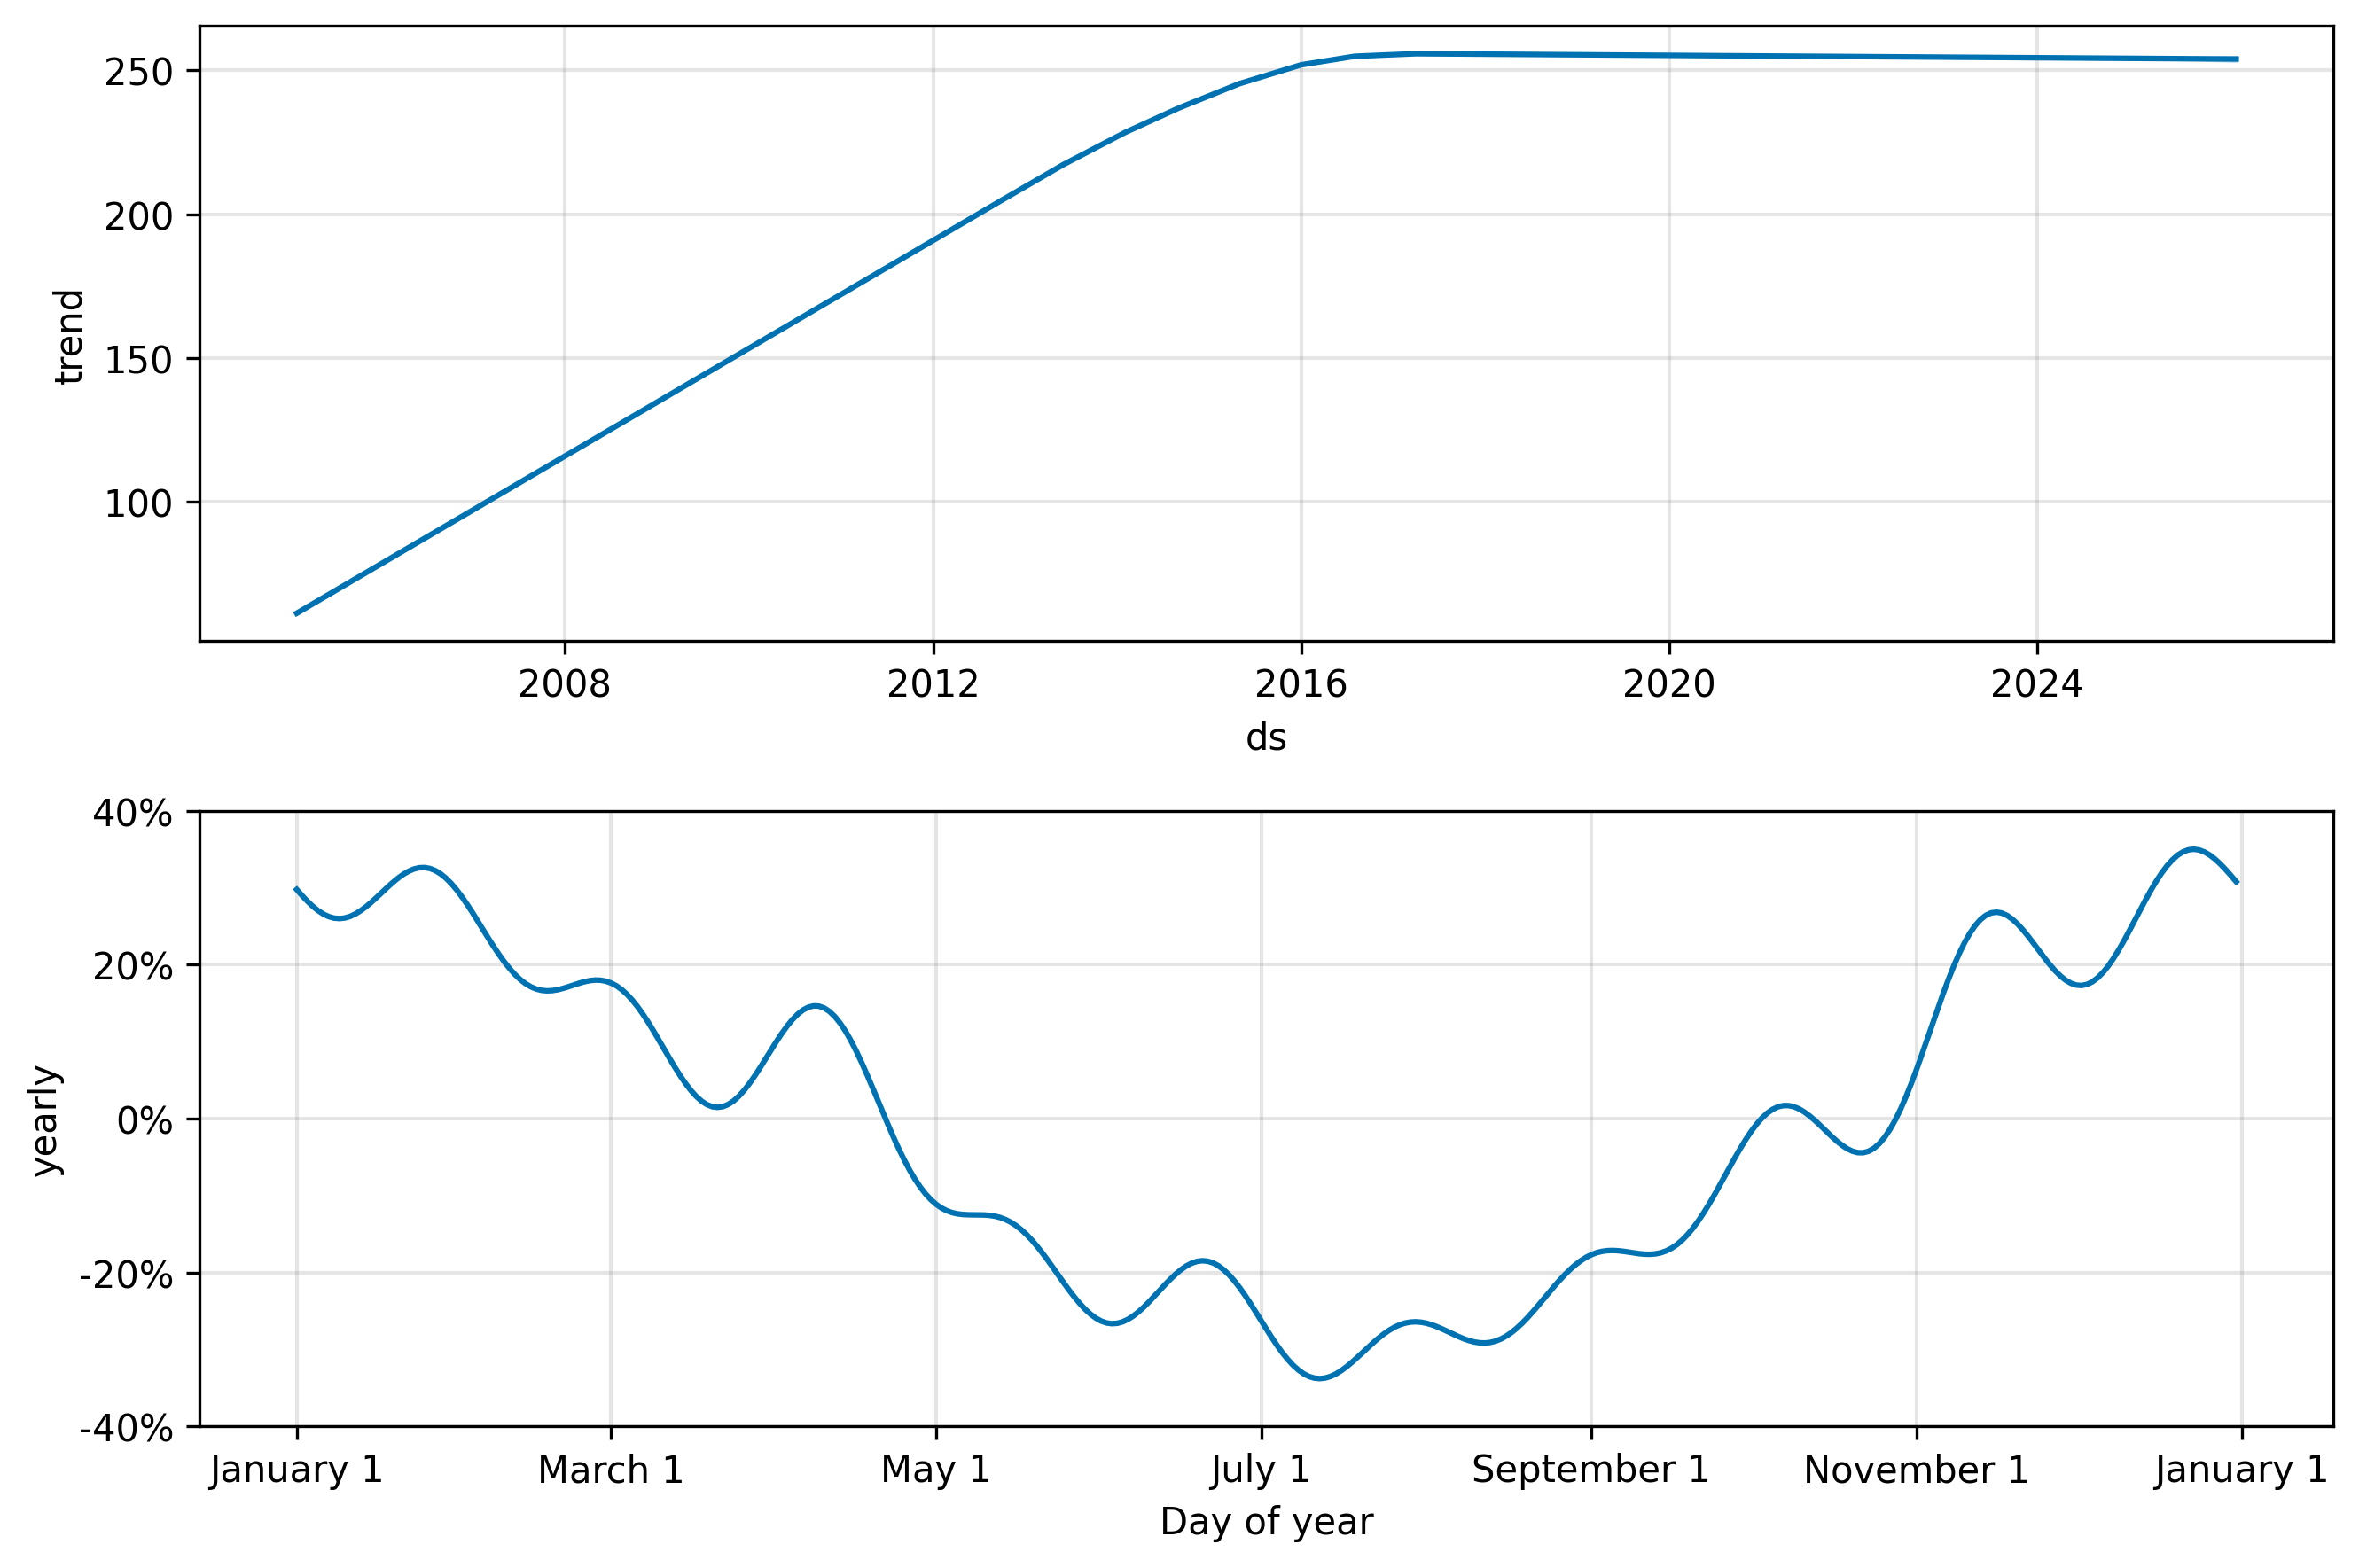 250
200
150
100
trend
2008 2012 2016 2020 2024
ds
40%
20%
0%
-20%
-40%
yearly
January 1 March 1 May 1 July 1 September 1 November 1 January 1
Day of year